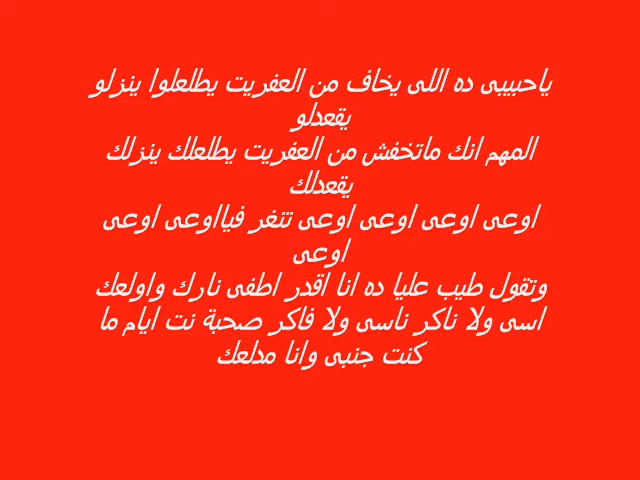 ياحبيبى ده اللى يخاف من العفريت يطلعلوا ينزلو
يقعدلو
المهم انك ماتخفش من العفريت يطلعلك ينزلك
يقعدلك
اوعى اوعى اوعى اوعى تتغر فيااوعى اوعى
اوعى
وتقول طيب عليا ده انا اقدر اطفى نارك واولعك
اسى ولا ناكر ناسى ولا فاكر صحبة نت ايام ما
كنت جنبى وانا مدلعك